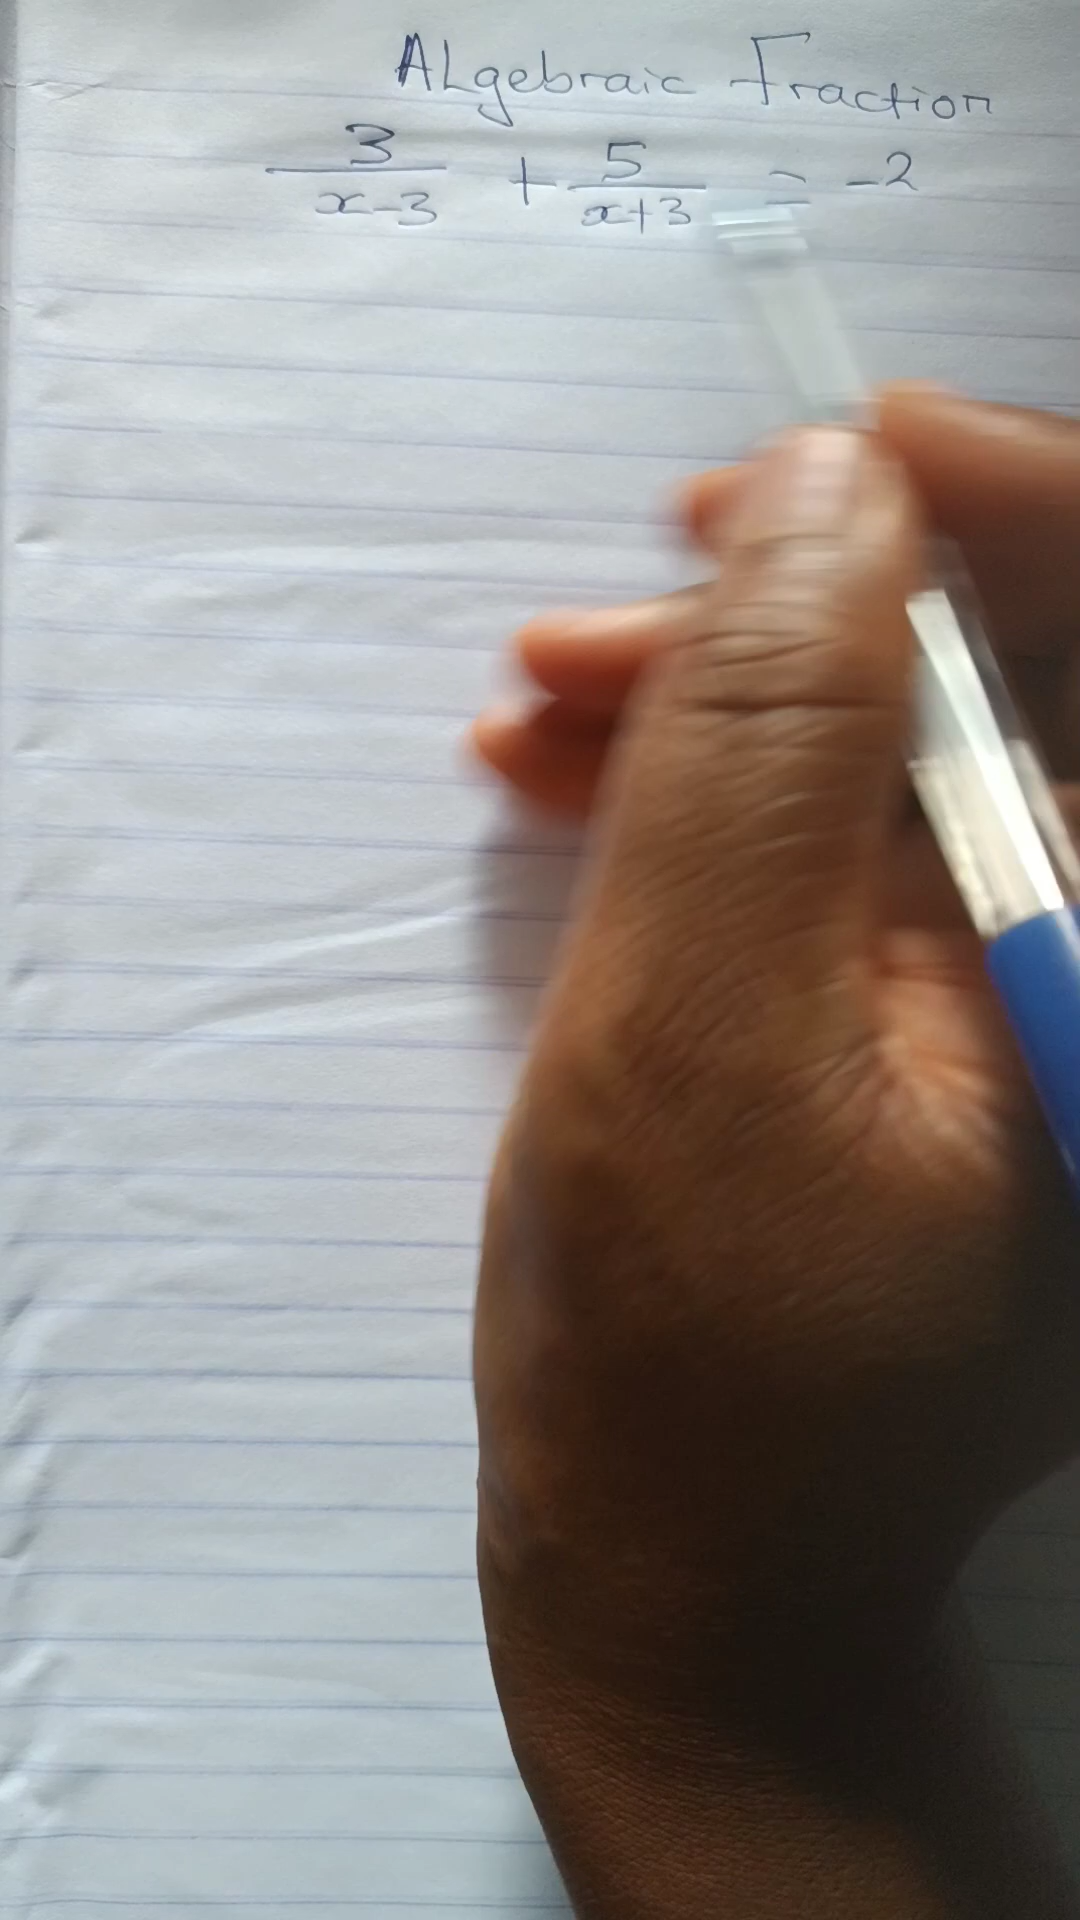 ALgebraic Fraction
3/(x-3) + 5/(x+3) = -2